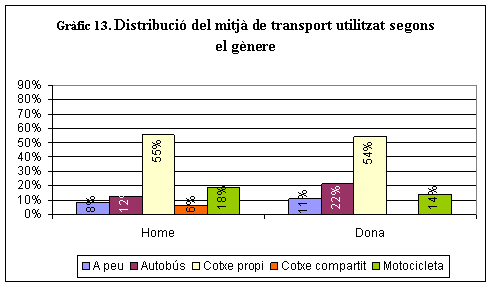 Gràfic 13. Distribució del mitjà de transport utilitzat segons
el gènere
90%
80%
70%
60%
50%
40%
30%
20%
10%
0%
8%
12%
55%
6%
18%
11%
22%
54%
14%
Home
Dona
A peu
Autobús
Cotxe propi
Cotxe compartit
Motocicleta